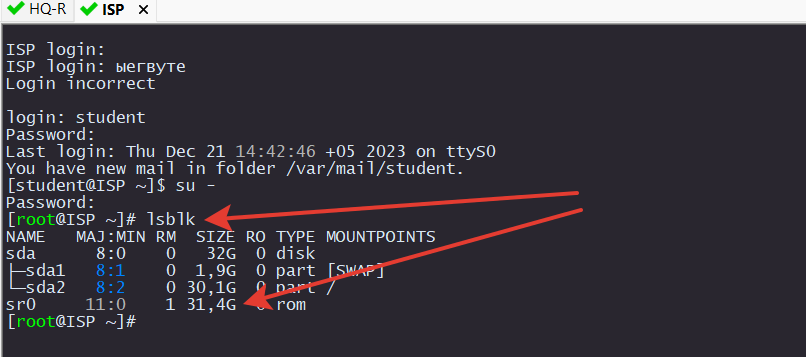 HQ-R ISP
ISP login:
ISP login: ыегвуте
Login incorrect
login: student
Password:
Last login: Thu Dec 21 14:42:46 +05 2023 on ttyS0
You have new mail in folder /var/mail/student.
[student@ISP ~]$ su -
Password:
[root@ISP ~]# lsblk
NAME MAJ:MIN RM SIZE RO TYPE MOUNTPOINTS
sda 8:0 0 32G 0 disk
├─sda1 8:1 0 1,9G 0 part [SWAP]
└─sda2 8:2 0 30,1G 0 part /
sr0 11:0 1 31,4G 0 rom
[root@ISP ~]#